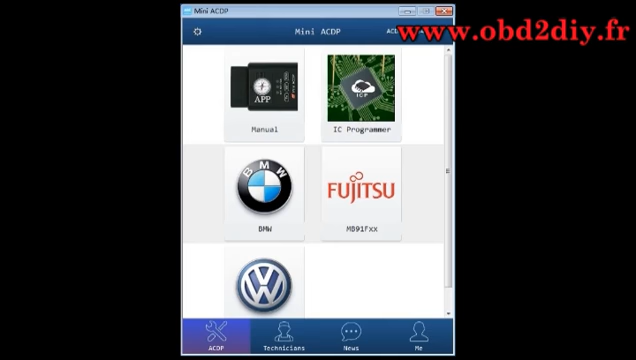 Mini ACDP
Mini ACDP
www.obd2diy.fr
APP
ICP
Manual
IC Programmer
BMW
FUJITSU
BMW
MB91Fxx
ACDP
Technicians
News
Me